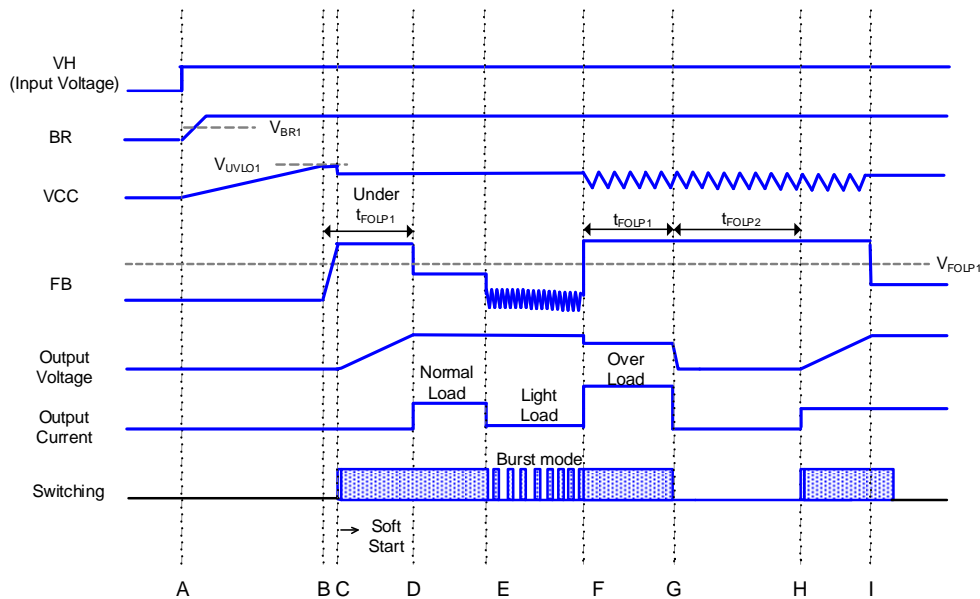 VH
(Input Voltage)
BR
VBR1
VUVLO1
VCC
Under
tFOLP1
tFOLP1
tFOLP2
VFOLP1
FB
Output
Voltage
Normal
Load
Light
Load
Over
Load
Output
Current
Burst mode
Switching
Soft
Start
A B C D E F G H I